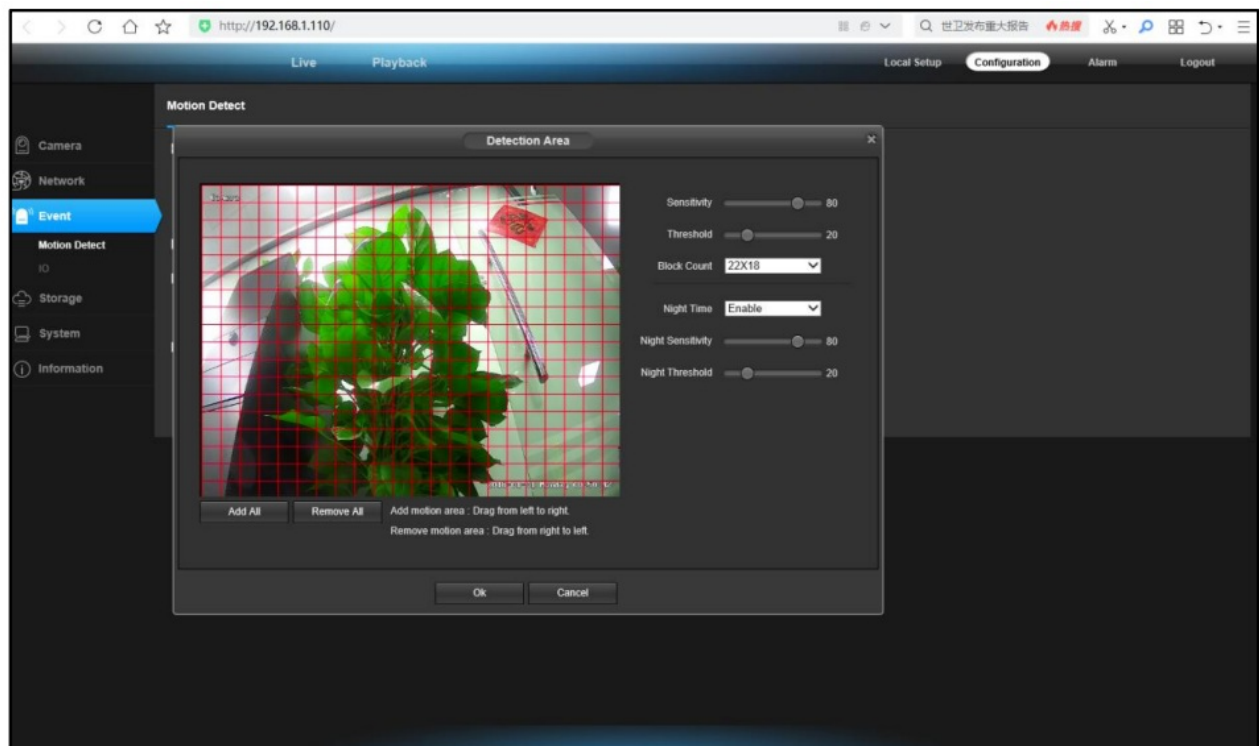 http://192.168.1.110/
世卫发布重大报告 热搜
Live Playback Local Setup Configuration Alarm Logout
Motion Detect
Detection Area
Camera
Network
Event
Motion Detect
IO
Storage
System
Information
Sensitivity 80
Threshold 20
Block Count 22X18
Night Time Enable
Night Sensitivity 80
Night Threshold 20
Add All Remove All Add motion area : Drag from left to right.
Remove motion area : Drag from right to left.
Ok Cancel